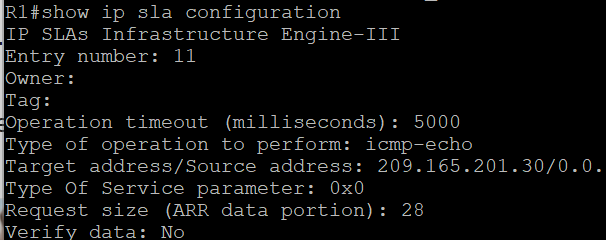 R1#show ip sla configuration
IP SLAs Infrastructure Engine-III
Entry number: 11
Owner:
Tag:
Operation timeout (milliseconds): 5000
Type of operation to perform: icmp-echo
Target address/Source address: 209.165.201.30/0.0.
Type Of Service parameter: 0x0
Request size (ARR data portion): 28
Verify data: No